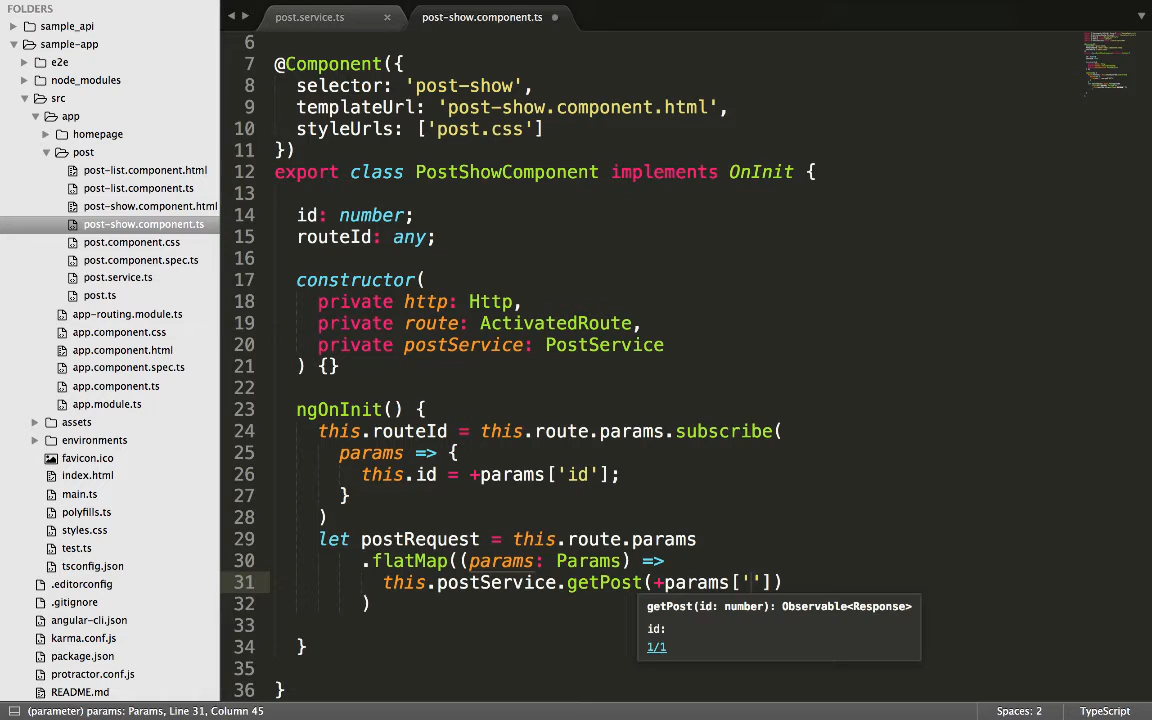 FOLDERS
sample_api
sample-app
e2e
node_modules
src
app
homepage
post
post-list.component.html
post-list.component.ts
post-show.component.html
post-show.component.ts
post.component.css
post.component.spec.ts
post.service.ts
post.ts
app-routing.module.ts
app.component.css
app.component.html
app.component.spec.ts
app.component.ts
app.module.ts
assets
environments
favicon.ico
index.html
main.ts
polyfills.ts
styles.css
test.ts
tsconfig.json
.editorconfig
.gitignore
angular-cli.json
karma.conf.js
package.json
protractor.conf.js
README.md
post.service.ts
post-show.component.ts
6
7 @Component({
8 selector: 'post-show',
9 templateUrl: 'post-show.component.html',
10 styleUrls: ['post.css']
11 })
12 export class PostShowComponent implements OnInit {
13
14 id: number;
15 routeId: any;
16
17 constructor(
18 private http: Http,
19 private route: ActivatedRoute,
20 private postService: PostService
21 ) {}
22
23 ngOnInit() {
24 this.routeId = this.route.params.subscribe(
25 params => {
26 this.id = +params['id'];
27 }
28 )
29 let postRequest = this.route.params
30 .flatMap((params: Params) =>
31 this.postService.getPost(+params[''])
32 )
33
34 }
35
36 }
getPost(id: number): Observable<Response>
id:
1/1
(parameter) params: Params, Line 31, Column 45
Spaces: 2
TypeScript